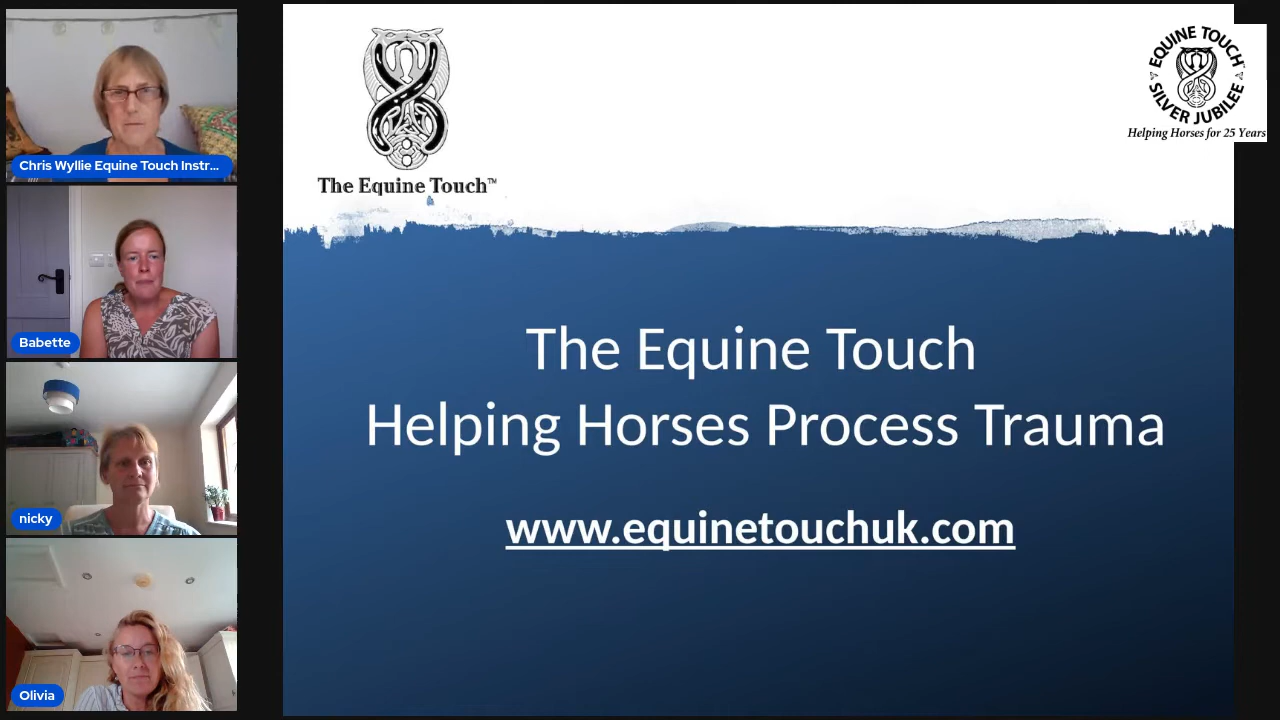 Chris Wyllie Equine Touch Instr...
Babette
nicky
Olivia
The Equine Touch™
EQUINE TOUCH™
SILVER JUBILEE
Helping Horses for 25 Years
The Equine Touch
Helping Horses Process Trauma
www.equinetouchuk.com